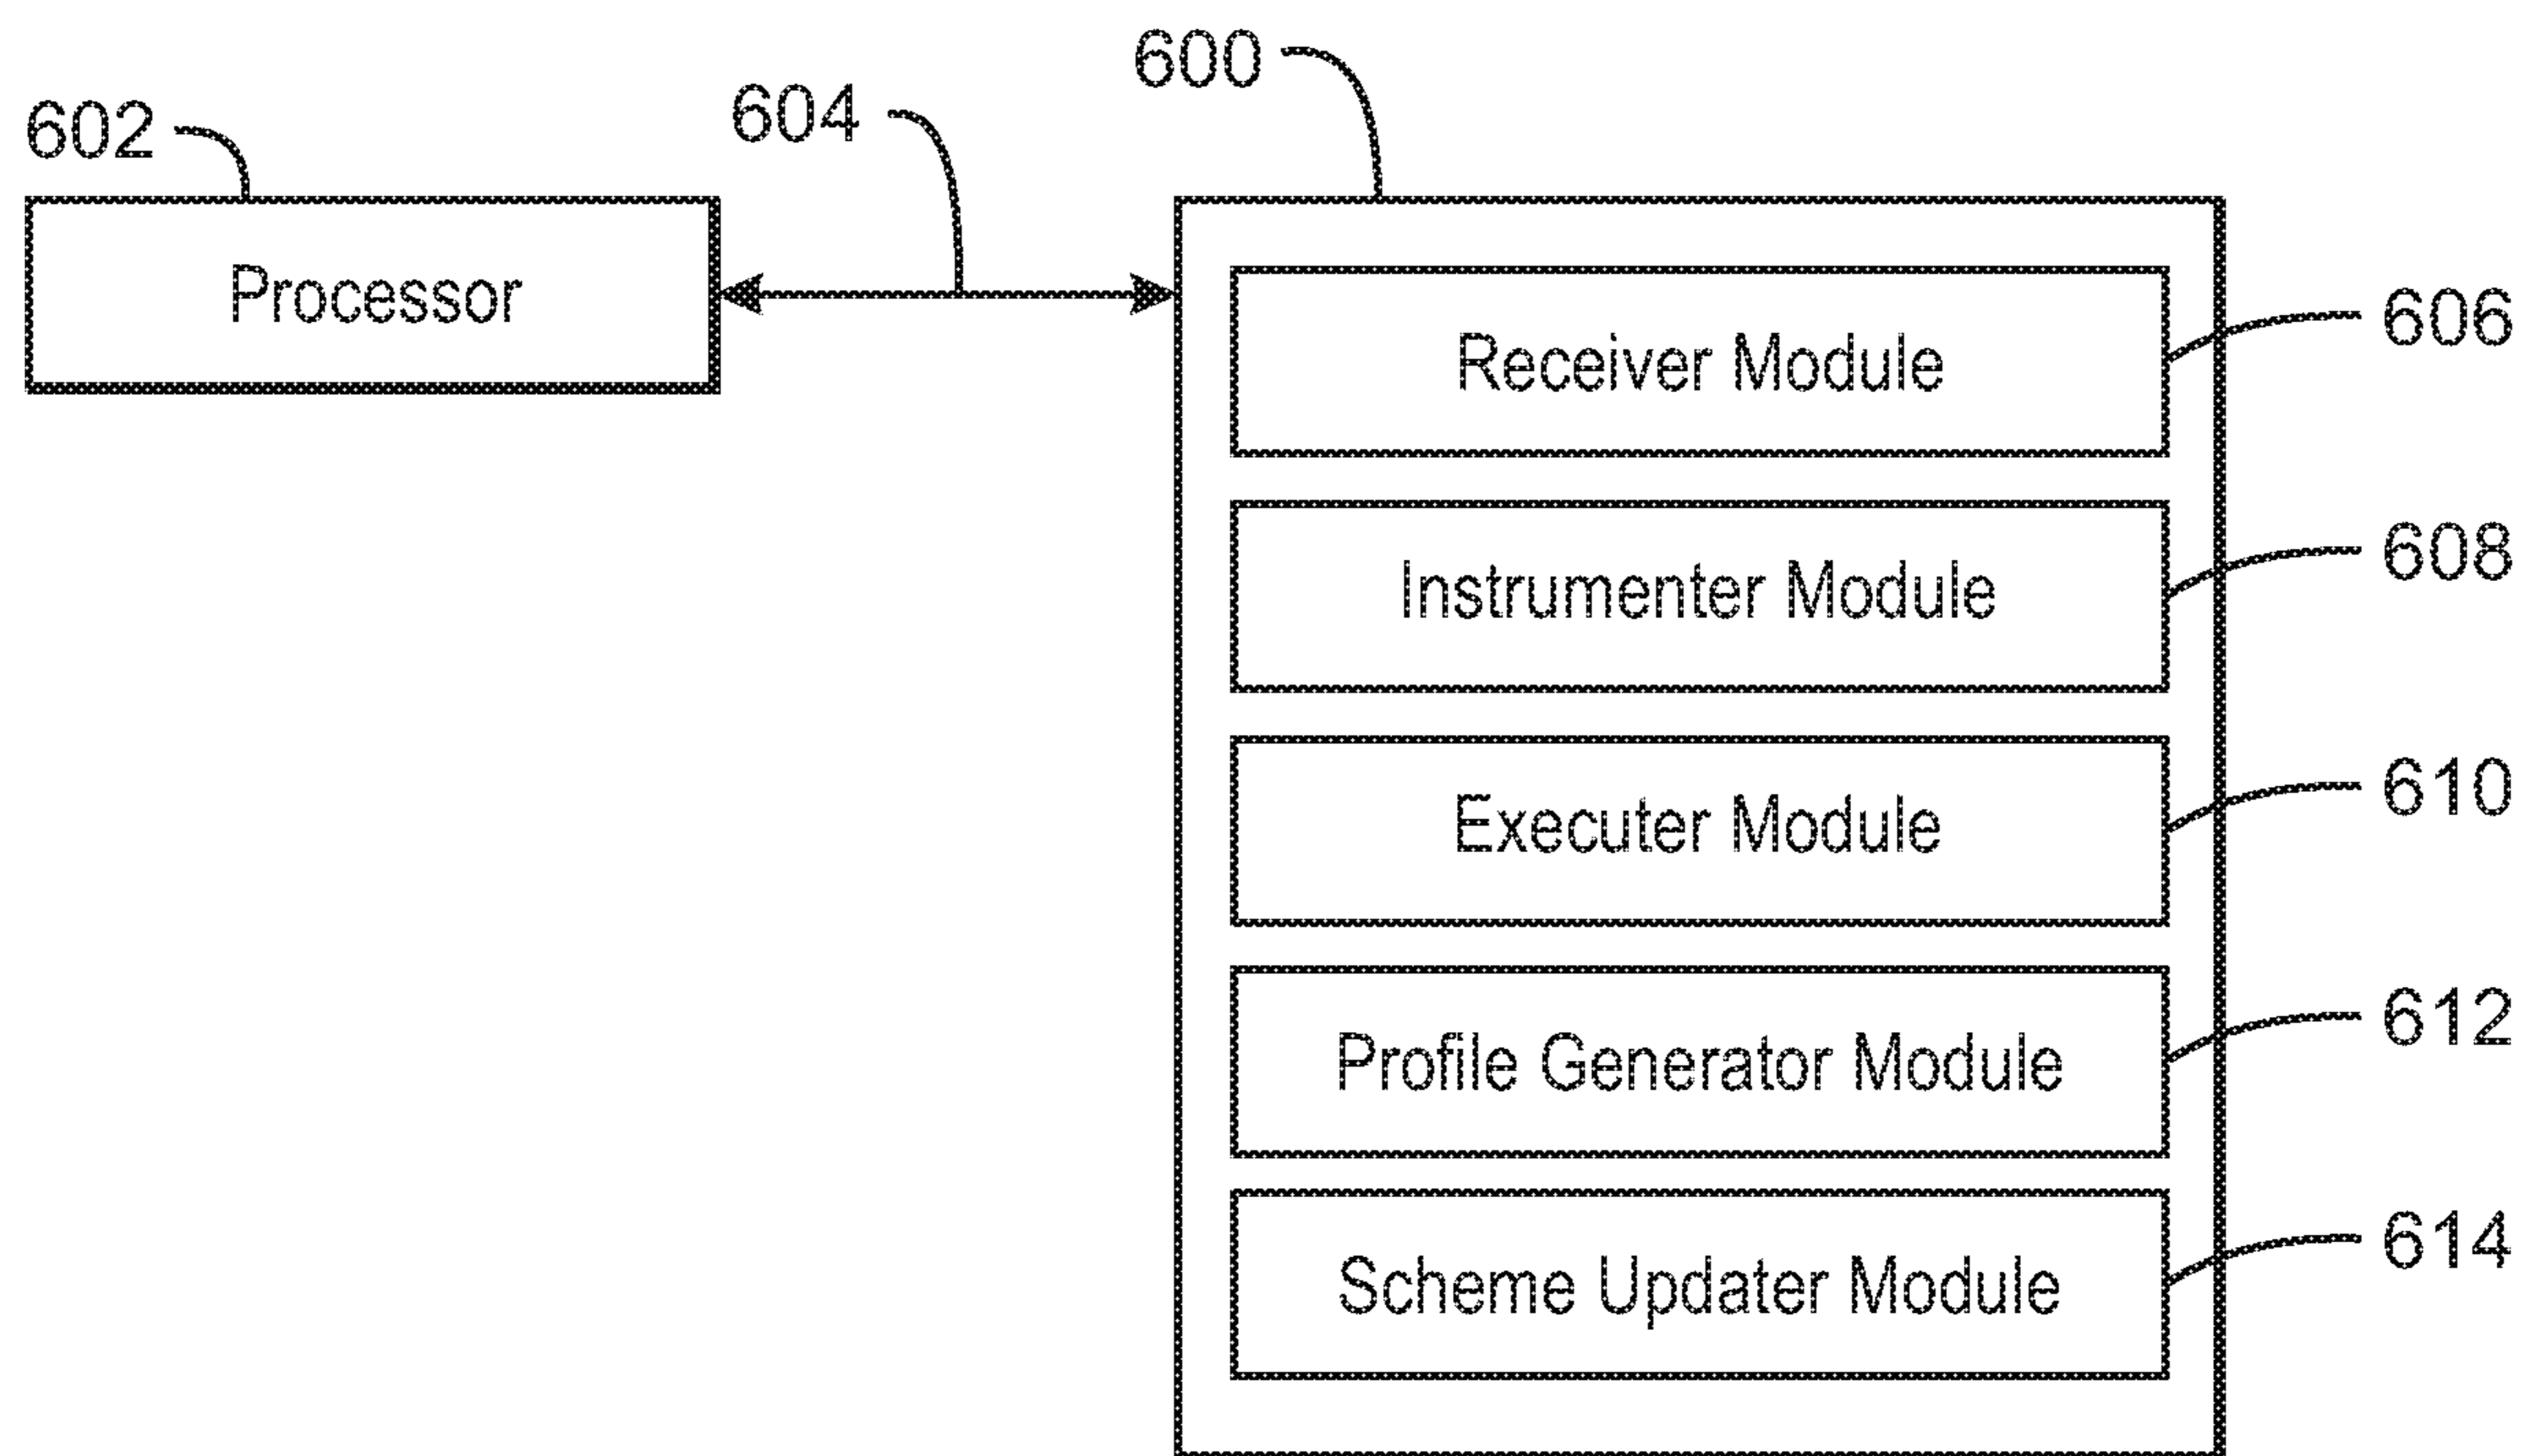 600
604
602
Processor
Receiver Module
606
Instrumenter Module
608
Executer Module
610
Profile Generator Module
612
Scheme Updater Module
614